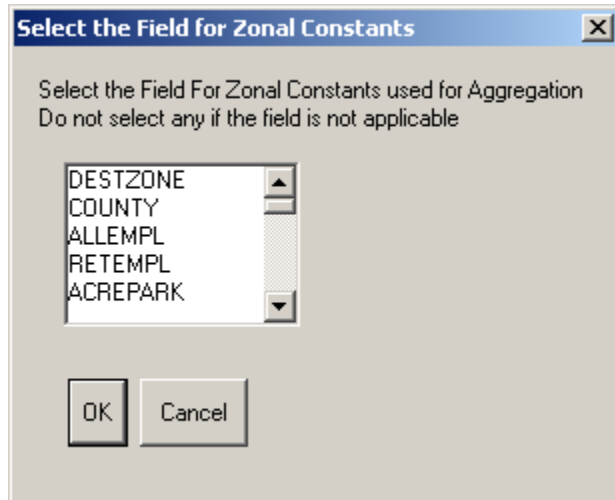 Select the Field for Zonal Constants
Select the Field For Zonal Constants used for Aggregation
Do not select any if the field is not applicable
DESTZONE
COUNTY
ALLEMPL
RETEMPL
ACREPARK
OK Cancel